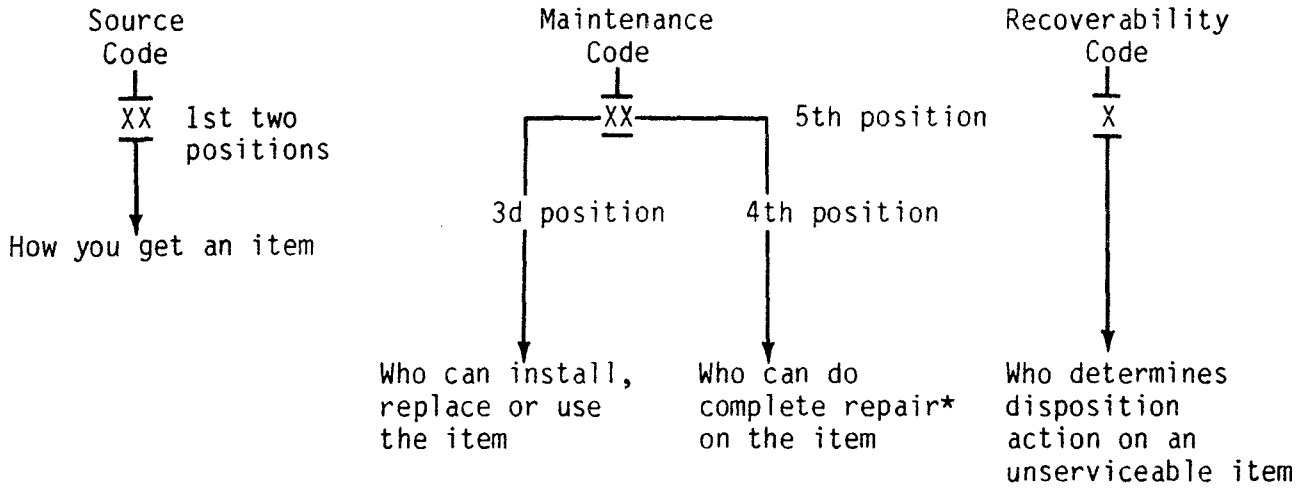 Source
Code
XX 1st two
positions
How you get an item
Maintenance
Code
XX
3d position
4th position
Who can install,
replace or use
the item
Who can do
complete repair*
on the item
Recoverability
Code
5th position
X
Who determines
disposition
action on an
unserviceable item